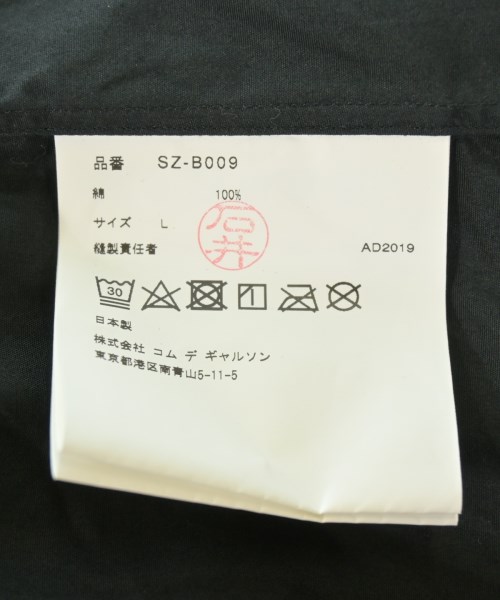 品番 SZ-B009
綿 100%
サイズ L
石井
縫製責任者 AD2019
30
日本製
株式会社 コム デ ギャルソン
東京都港区南青山5-11-5